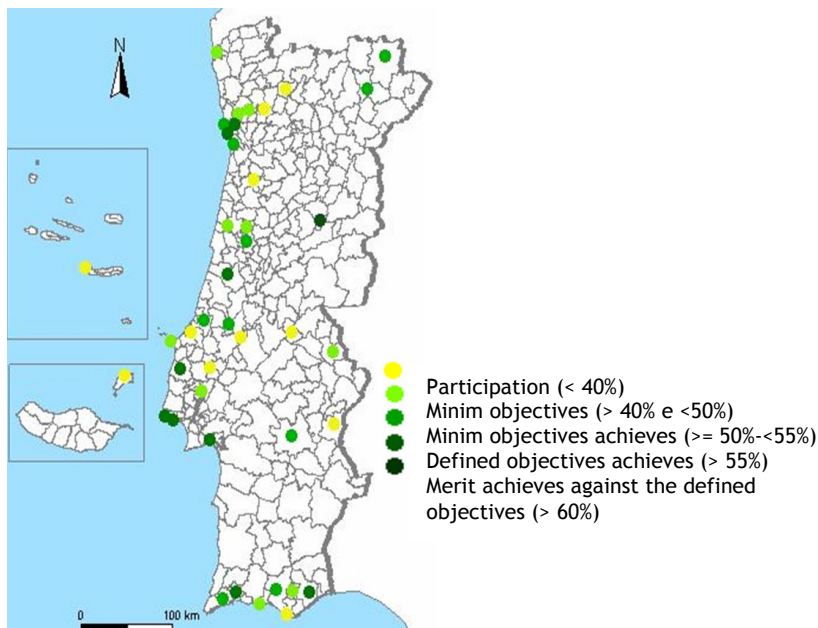 N
Participation (< 40%)
Minim objectives (> 40% e <50%)
Minim objectives achieves (>= 50%-<55%)
Defined objectives achieves (> 55%)
Merit achieves against the defined
objectives (> 60%)
0 100 km